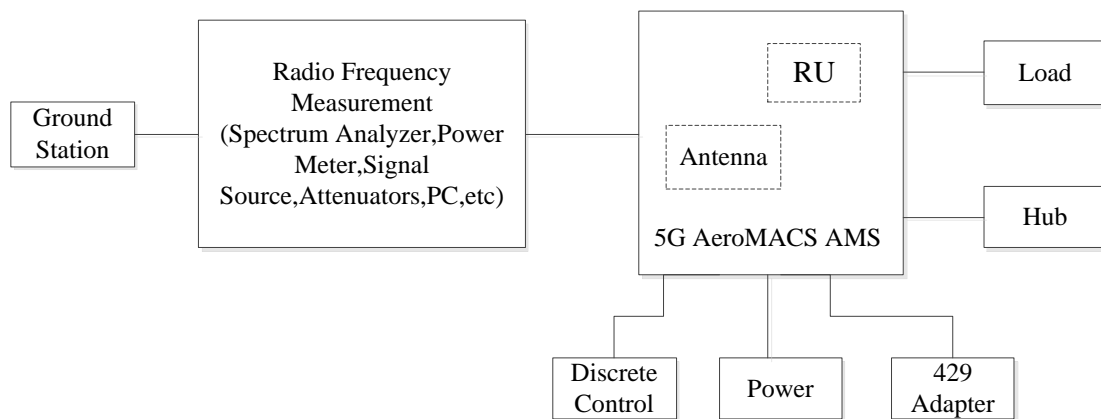 Ground
Station
Radio Frequency
Measurement
(Spectrum Analyzer,Power
Meter,Signal
Source,Attenuators,PC,etc)
RU
Antenna
5G AeroMACS AMS
Load
Hub
Discrete
Control
Power
429
Adapter